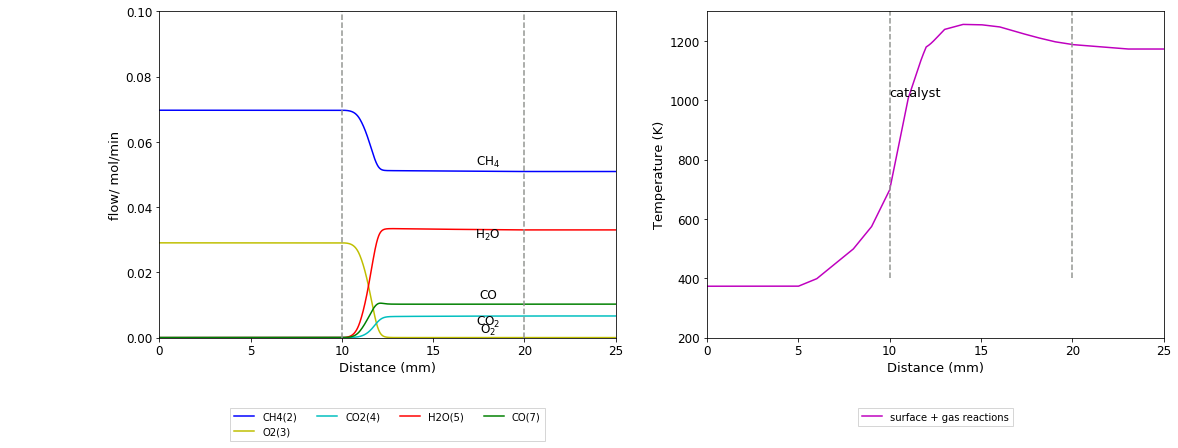 0.10
0.08
0.06
0.04
0.02
0.00
flow/ mol/min
CH4
H2O
CO
CO2
O2
0 5 10 15 20 25
Distance (mm)
CH4(2) CO2(4) H2O(5) CO(7)
O2(3)
1200
1000
800
600
400
200
Temperature (K)
catalyst
0 5 10 15 20 25
Distance (mm)
surface + gas reactions